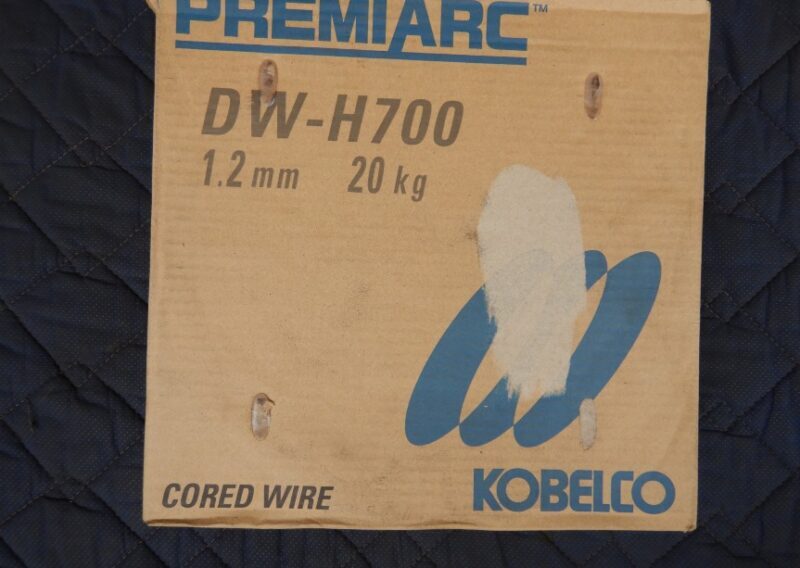 PREMIARC™
DW-H700
1.2 mm 20 kg
CORED WIRE
KOBELCO